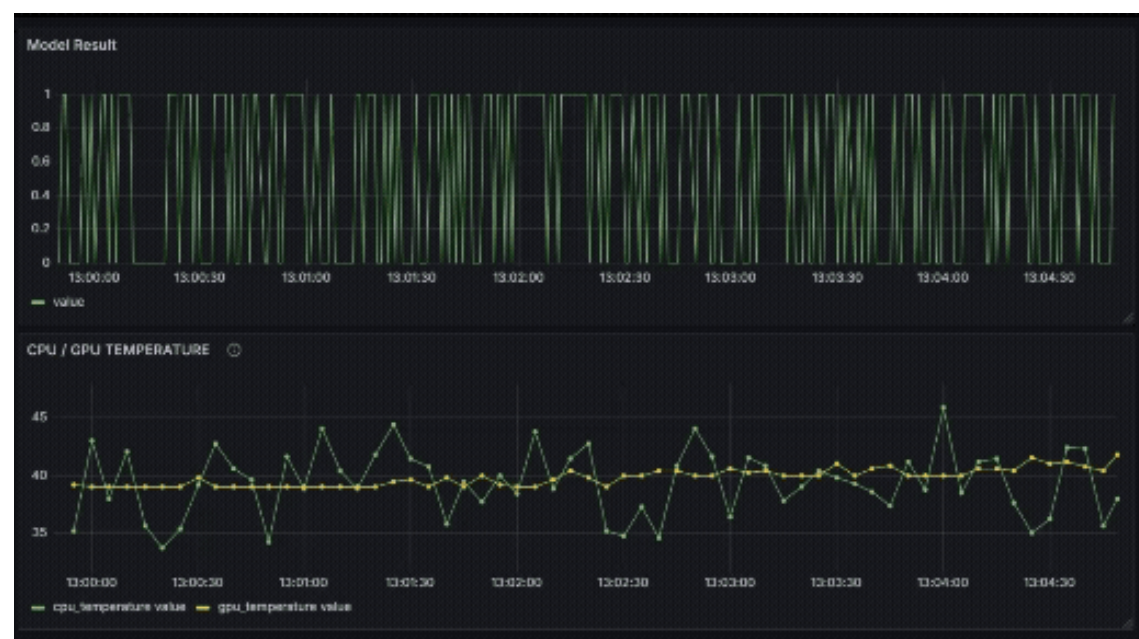 Model Result
1
0.8
0.6
0.4
0.2
0
13:00:00 13:00:30 13:01:00 13:01:30 13:02:00 13:02:30 13:03:00 13:03:30 13:04:00 13:04:30
value
CPU / GPU TEMPERATURE
45
40
35
13:00:00 13:00:30 13:01:00 13:01:30 13:02:00 13:02:30 13:03:00 13:03:30 13:04:00 13:04:30
cpu_temperature value gpu_temperature value